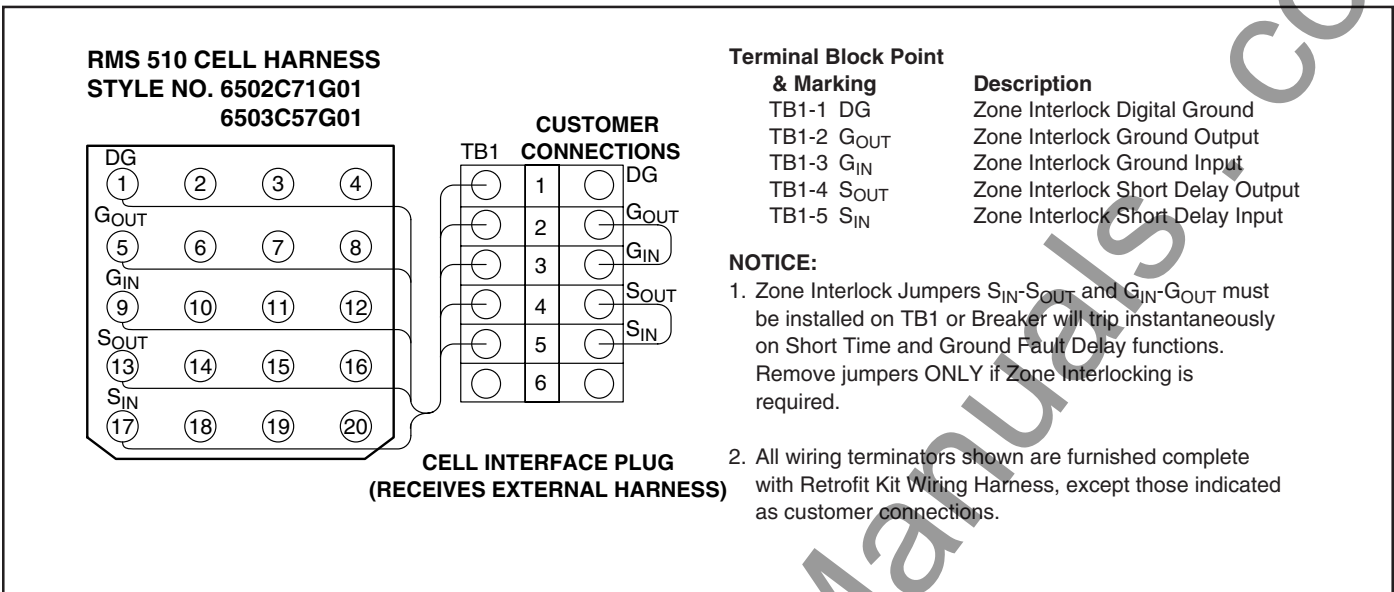 RMS 510 CELL HARNESS
STYLE NO. 6502C71G01
6503C57G01
DG
1 2 3 4
GOUT
5 6 7 8
GIN
9 10 11 12
SOUT
13 14 15 16
SIN
17 18 19 20
CUSTOMER
TB1 CONNECTIONS
1 DG
2 GOUT
3 GIN
4 SOUT
5 SIN
6
CELL INTERFACE PLUG
(RECEIVES EXTERNAL HARNESS)
Terminal Block Point
& Marking Description
TB1-1 DG Zone Interlock Digital Ground
TB1-2 GOUT Zone Interlock Ground Output
TB1-3 GIN Zone Interlock Ground Input
TB1-4 SOUT Zone Interlock Short Delay Output
TB1-5 SIN Zone Interlock Short Delay Input
NOTICE:
1. Zone Interlock Jumpers SIN-SOUT and GIN-GOUT must
be installed on TB1 or Breaker will trip instantaneously
on Short Time and Ground Fault Delay functions.
Remove jumpers ONLY if Zone Interlocking is
required.
2. All wiring terminators shown are furnished complete
with Retrofit Kit Wiring Harness, except those indicated
as customer connections.